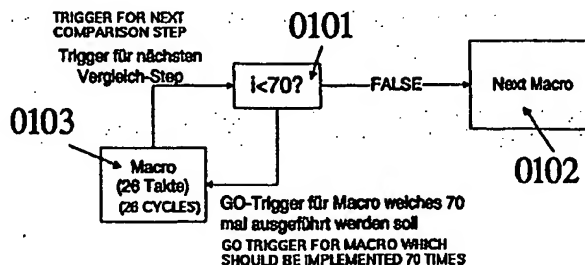 TRIGGER FOR NEXT
COMPARISON STEP
Trigger für nächsten
Vergleich-Step
0101
i<70?
FALSE
Next Macro
0102
0103
Macro
(26 Takte)
(26 CYCLES)
GO-Trigger für Macro welches 70
mal ausgeführt werden soll
GO TRIGGER FOR MACRO WHICH
SHOULD BE IMPLEMENTED 70 TIMES